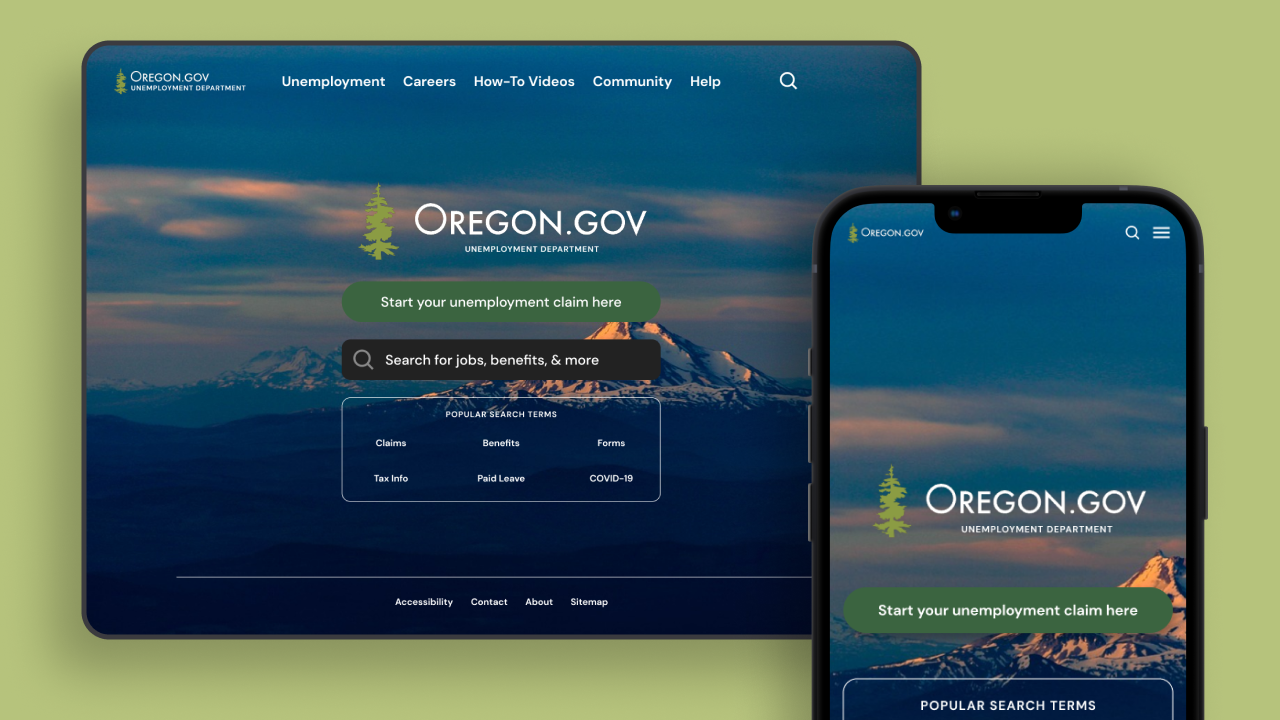 OREGON.GOV
UNEMPLOYMENT DEPARTMENT
Unemployment Careers How-To Videos Community Help
OREGON.GOV
UNEMPLOYMENT DEPARTMENT
Start your unemployment claim here
Search for jobs, benefits, & more
POPULAR SEARCH TERMS
Claims Benefits Forms
Tax Info Paid Leave COVID-19
Accessibility Contact About Sitemap
OREGON.GOV
OREGON.GOV
UNEMPLOYMENT DEPARTMENT
Start your unemployment claim here
POPULAR SEARCH TERMS